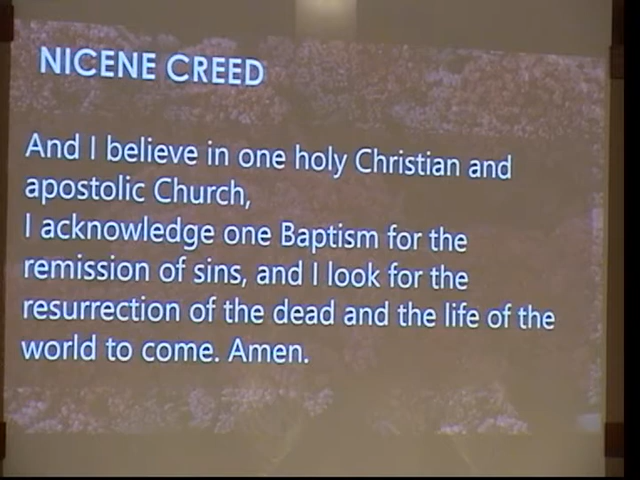 NICENE CREED
And I believe in one holy Christian and
apostolic Church,
I acknowledge one Baptism for the
remission of sins, and I look for the
resurrection of the dead and the life of the
world to come. Amen.